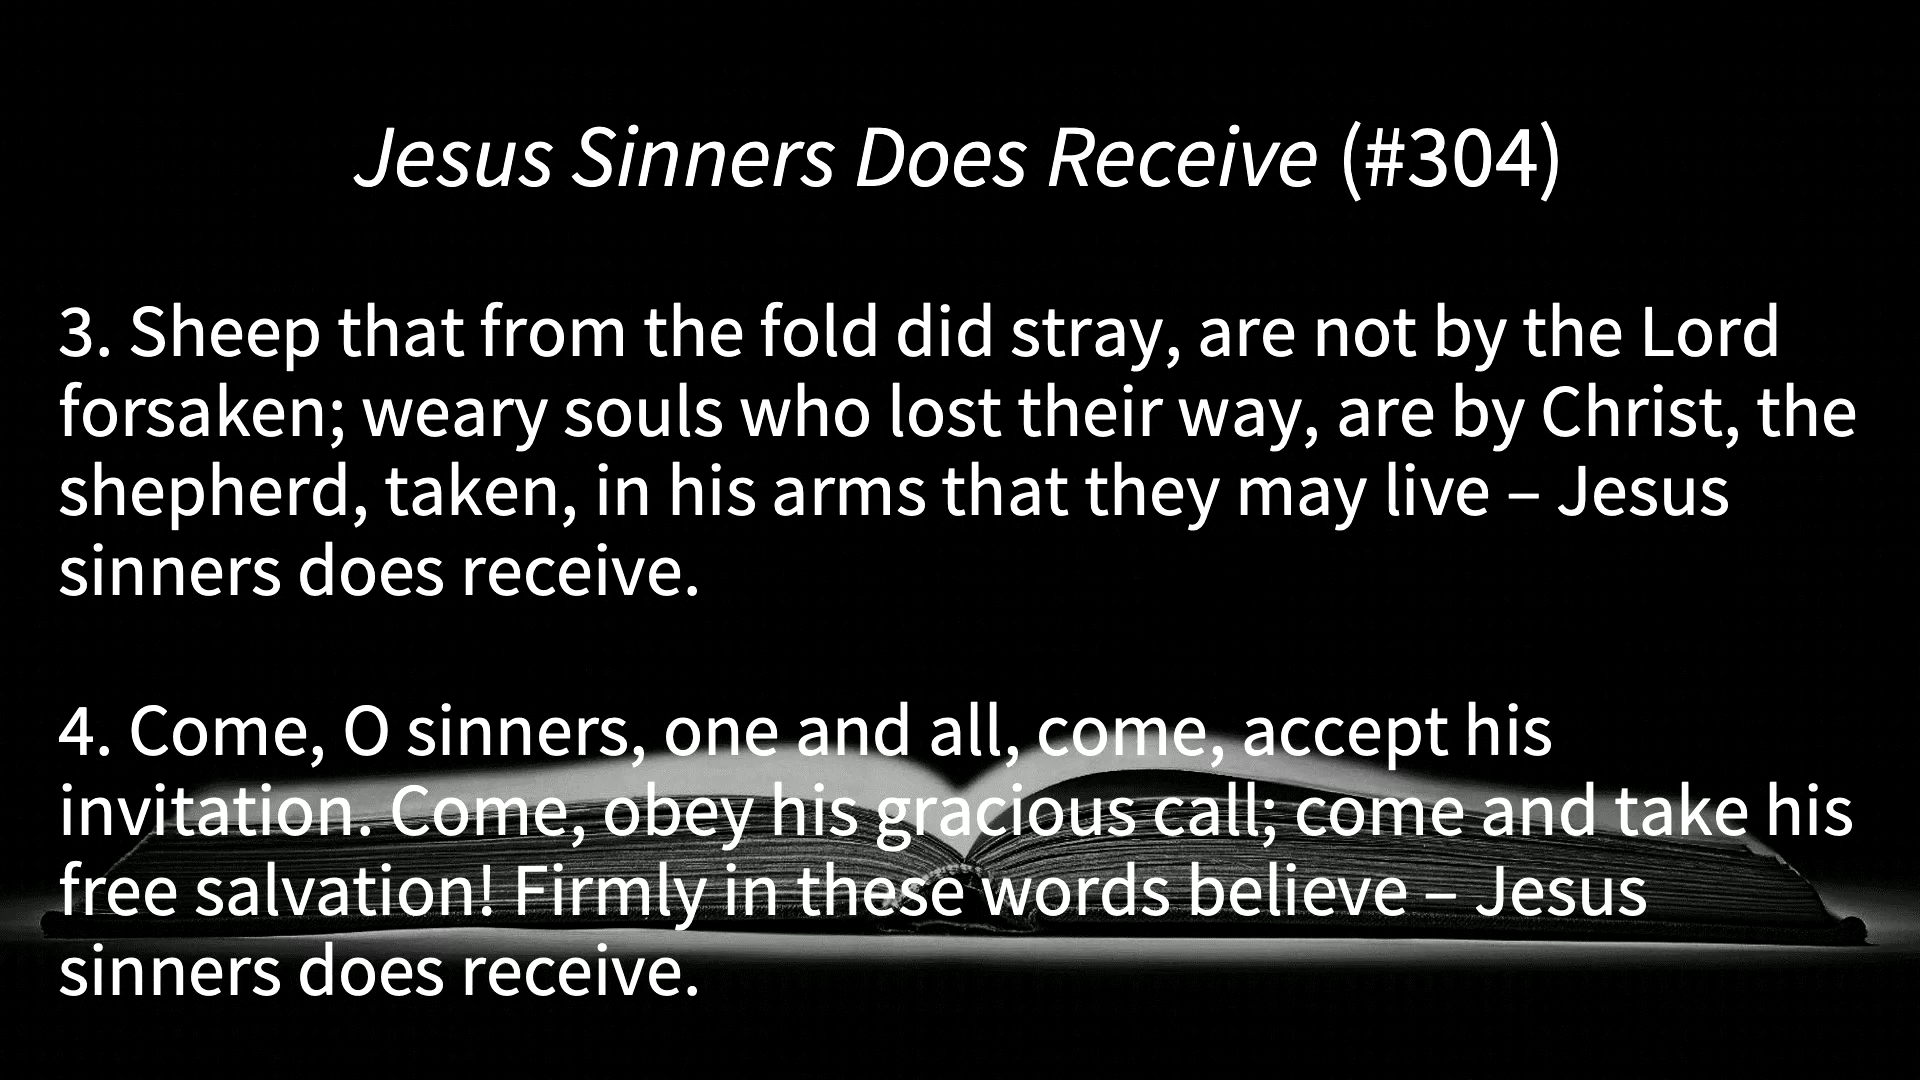 Jesus Sinners Does Receive (#304)
3. Sheep that from the fold did stray, are not by the Lord
forsaken; weary souls who lost their way, are by Christ, the
shepherd, taken, in his arms that they may live – Jesus
sinners does receive.
4. Come, O sinners, one and all, come, accept his
invitation. Come, obey his gracious call; come and take his
free salvation! Firmly in these words believe – Jesus
sinners does receive.